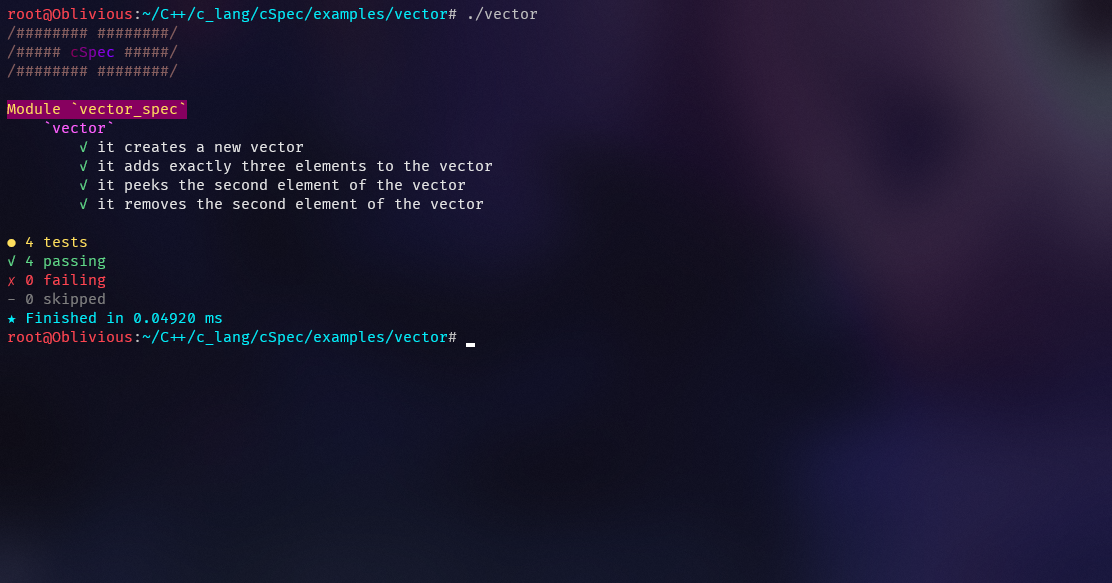 root@Oblivious:~/C++/c_lang/cSpec/examples/vector# ./vector
/######## ########/
/##### cSpec #####/
/######## ########/
Module `vector_spec`
`vector`
√ it creates a new vector
√ it adds exactly three elements to the vector
√ it peeks the second element of the vector
√ it removes the second element of the vector
● 4 tests
√ 4 passing
✗ 0 failing
− 0 skipped
★ Finished in 0.04920 ms
root@Oblivious:~/C++/c_lang/cSpec/examples/vector#